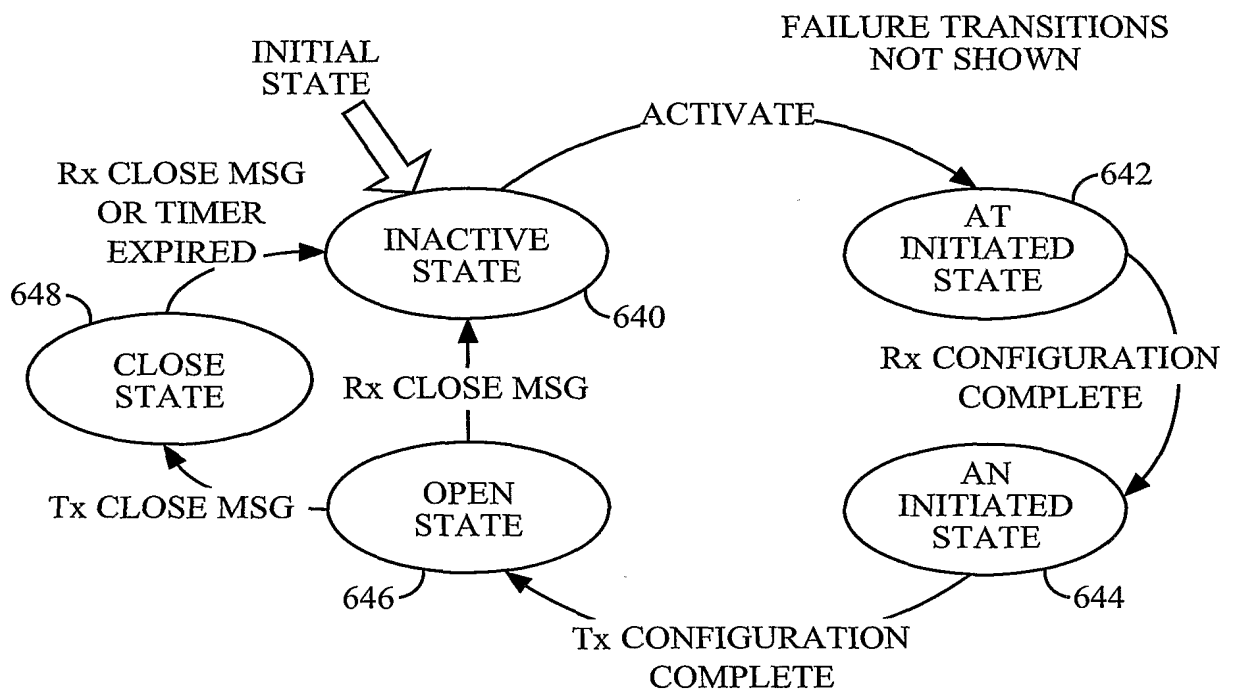 FAILURE TRANSITIONS
NOT SHOWN
INITIAL
STATE
ACTIVATE
Rx CLOSE MSG
OR TIMER
EXPIRED
642
AT
INITIATED
STATE
INACTIVE
STATE
640
648
CLOSE
STATE
Rx CLOSE MSG
Rx CONFIGURATION
COMPLETE
Tx CLOSE MSG
OPEN
STATE
646
AN
INITIATED
STATE
644
Tx CONFIGURATION
COMPLETE